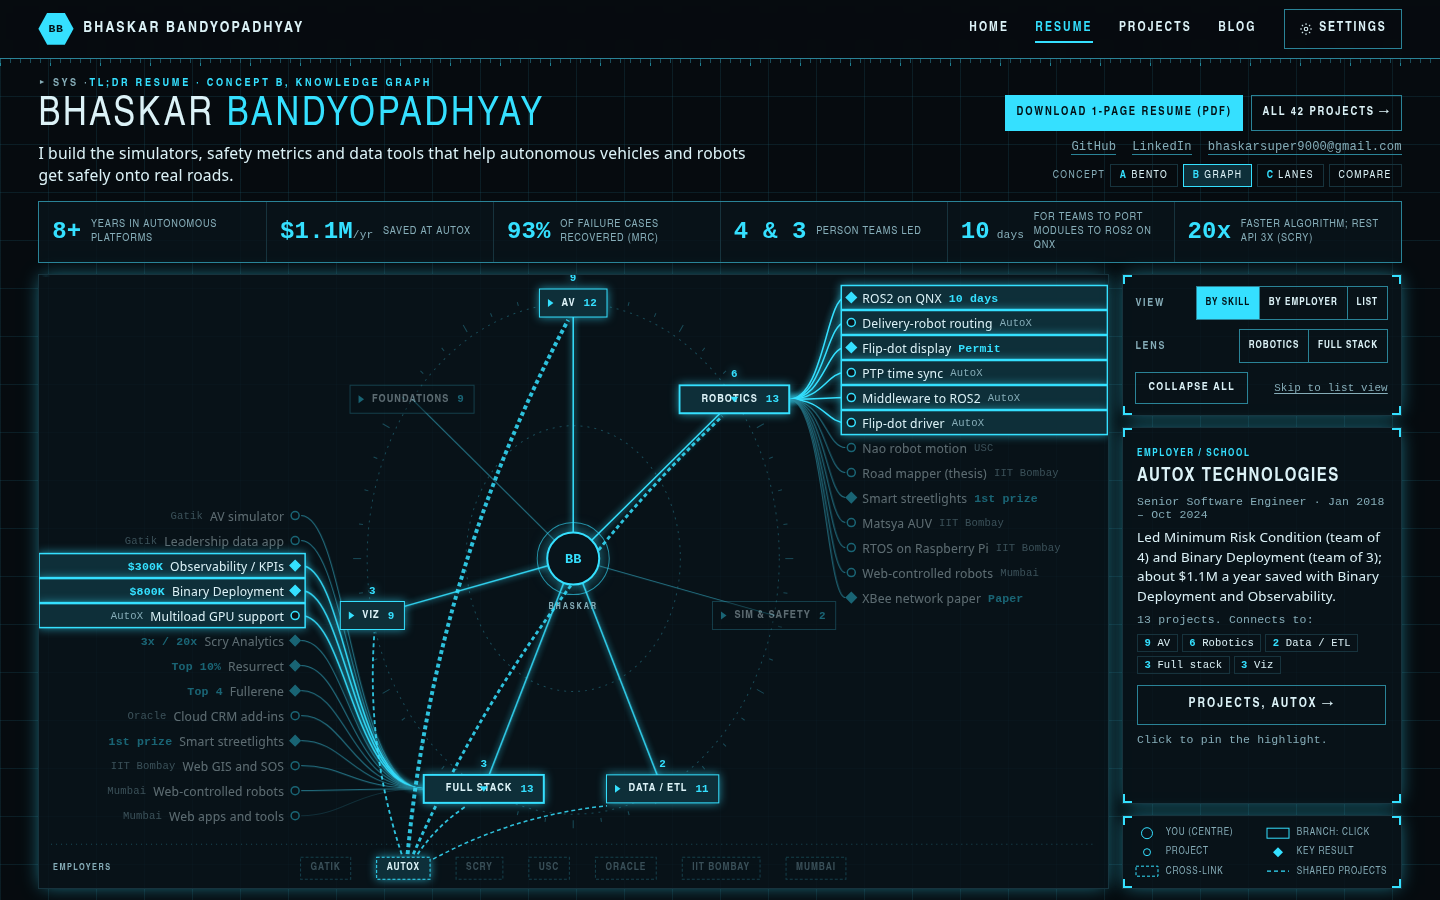 BB BHASKAR BANDYOPADHYAY
HOME RESUME PROJECTS BLOG SETTINGS
SYS ·TL;DR RESUME · CONCEPT B, KNOWLEDGE GRAPH
BHASKAR BANDYOPADHYAY
I build the simulators, safety metrics and data tools that help autonomous vehicles and robots
get safely onto real roads.
DOWNLOAD 1-PAGE RESUME (PDF) ALL 42 PROJECTS →
GitHub LinkedIn bhaskarsuper9000@gmail.com
CONCEPT A BENTO B GRAPH C LANES COMPARE
8+ YEARS IN AUTONOMOUS
PLATFORMS
$1.1M/yr SAVED AT AUTOX
93% OF FAILURE CASES
RECOVERED (MRC)
4 & 3 PERSON TEAMS LED
10 days FOR TEAMS TO PORT
MODULES TO ROS2 ON
QNX
20x FASTER ALGORITHM; REST
API 3X (SCRY)
9
AV 12
FOUNDATIONS 9
6
ROBOTICS 13
ROS2 on QNX 10 days
Delivery-robot routing AutoX
Flip-dot display Permit
PTP time sync AutoX
Middleware to ROS2 AutoX
Flip-dot driver AutoX
Nao robot motion USC
Road mapper (thesis) IIT Bombay
Smart streetlights 1st prize
Matsya AUV IIT Bombay
RTOS on Raspberry Pi IIT Bombay
Web-controlled robots Mumbai
XBee network paper Paper
BB
BHASKAR
SIM & SAFETY 2
3
VIZ 9
Gatik AV simulator
Gatik Leadership data app
$300K Observability / KPIs
$800K Binary Deployment
AutoX Multiload GPU support
3x / 20x Scry Analytics
Top 10% Resurrect
Top 4 Fullerene
Oracle Cloud CRM add-ins
1st prize Smart streetlights
IIT Bombay Web GIS and SOS
Mumbai Web-controlled robots
Mumbai Web apps and tools
3
FULL STACK 13
2
DATA / ETL 11
EMPLOYERS GATIK AUTOX SCRY USC ORACLE IIT BOMBAY MUMBAI
VIEW BY SKILL BY EMPLOYER LIST
LENS ROBOTICS FULL STACK
COLLAPSE ALL Skip to list view
EMPLOYER / SCHOOL
AUTOX TECHNOLOGIES
Senior Software Engineer · Jan 2018
– Oct 2024
Led Minimum Risk Condition (team of
4) and Binary Deployment (team of 3);
about $1.1M a year saved with Binary
Deployment and Observability.
13 projects. Connects to:
9 AV 6 Robotics 2 Data / ETL
3 Full stack 3 Viz
PROJECTS, AUTOX →
Click to pin the highlight.
YOU (CENTRE) BRANCH: CLICK
PROJECT KEY RESULT
CROSS-LINK SHARED PROJECTS